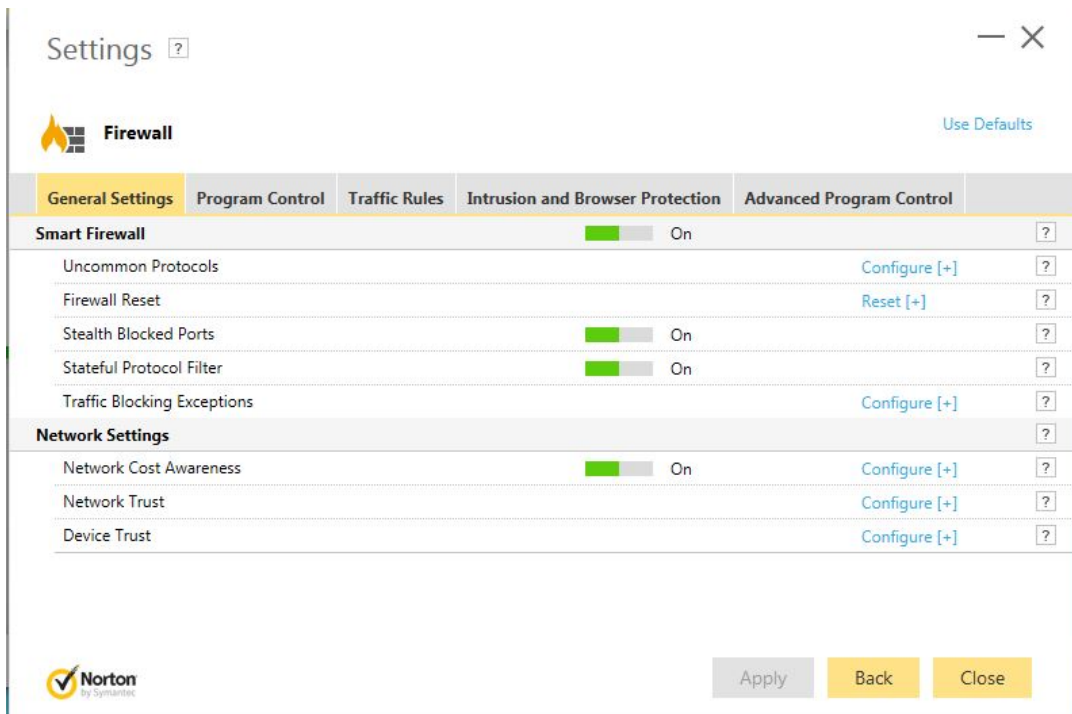 Settings ?
Firewall
Use Defaults
General Settings Program Control Traffic Rules Intrusion and Browser Protection Advanced Program Control
Smart Firewall On ?
Uncommon Protocols Configure [+] ?
Firewall Reset Reset [+] ?
Stealth Blocked Ports On ?
Stateful Protocol Filter On ?
Traffic Blocking Exceptions Configure [+] ?
Network Settings ?
Network Cost Awareness On Configure [+] ?
Network Trust Configure [+] ?
Device Trust Configure [+] ?
Norton
by Symantec
Apply Back Close